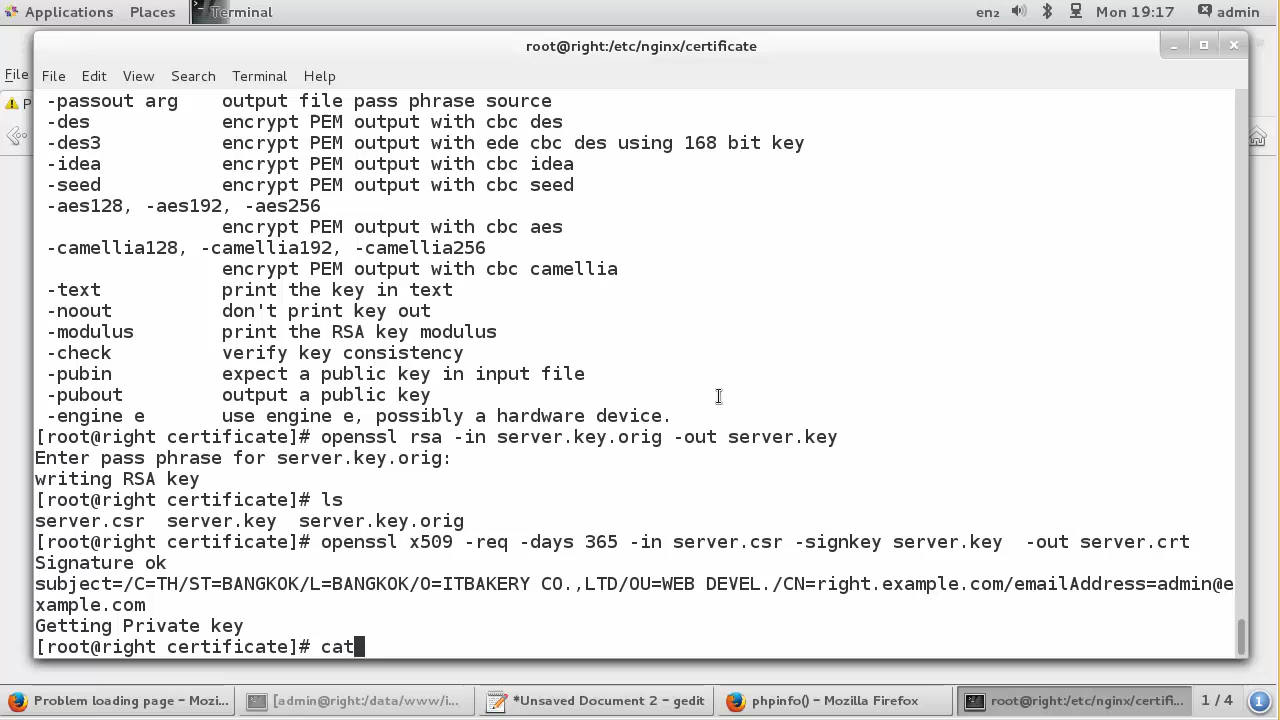 Applications Places Terminal en₂ Mon 19:17 admin
root@right:/etc/nginx/certificate
File
File Edit View Search Terminal Help
P
-passout arg output file pass phrase source
-des encrypt PEM output with cbc des
-des3 encrypt PEM output with ede cbc des using 168 bit key
-idea encrypt PEM output with cbc idea
-seed encrypt PEM output with cbc seed
-aes128, -aes192, -aes256
encrypt PEM output with cbc aes
-camellia128, -camellia192, -camellia256
encrypt PEM output with cbc camellia
-text print the key in text
-noout don't print key out
-modulus print the RSA key modulus
-check verify key consistency
-pubin expect a public key in input file
-pubout output a public key
-engine e use engine e, possibly a hardware device.
[root@right certificate]# openssl rsa -in server.key.orig -out server.key
Enter pass phrase for server.key.orig:
writing RSA key
[root@right certificate]# ls
server.csr server.key server.key.orig
[root@right certificate]# openssl x509 -req -days 365 -in server.csr -signkey server.key -out server.crt
Signature ok
subject=/C=TH/ST=BANGKOK/L=BANGKOK/O=ITBAKERY CO.,LTD/OU=WEB DEVEL./CN=right.example.com/emailAddress=admin@e
xample.com
Getting Private key
[root@right certificate]# cat
Problem loading page – Mozi... [admin@right:/data/www/i... *Unsaved Document 2 – gedit phpinfo() – Mozilla Firefox root@right:/etc/nginx/certifi... 1 / 4 1